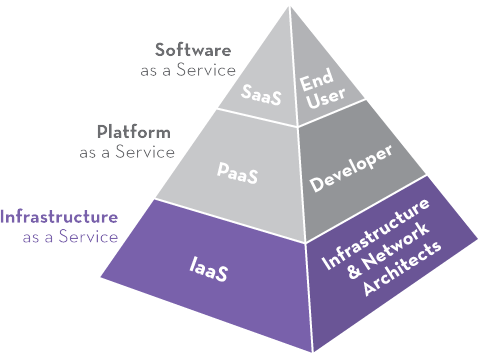 Software
as a Service
SaaS
End
User
Platform
as a Service
PaaS
Developer
Infrastructure
as a Service
IaaS
Infrastructure
& Network
Architects